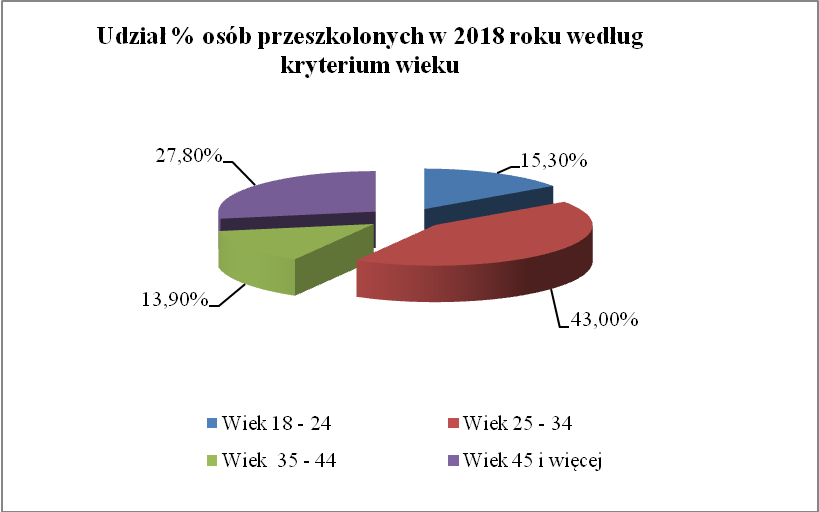 Udział % osób przeszkolonych w 2018 roku według
kryterium wieku
27,80%
15,30%
13,90%
43,00%
Wiek 18 - 24
Wiek 25 - 34
Wiek 35 - 44
Wiek 45 i więcej